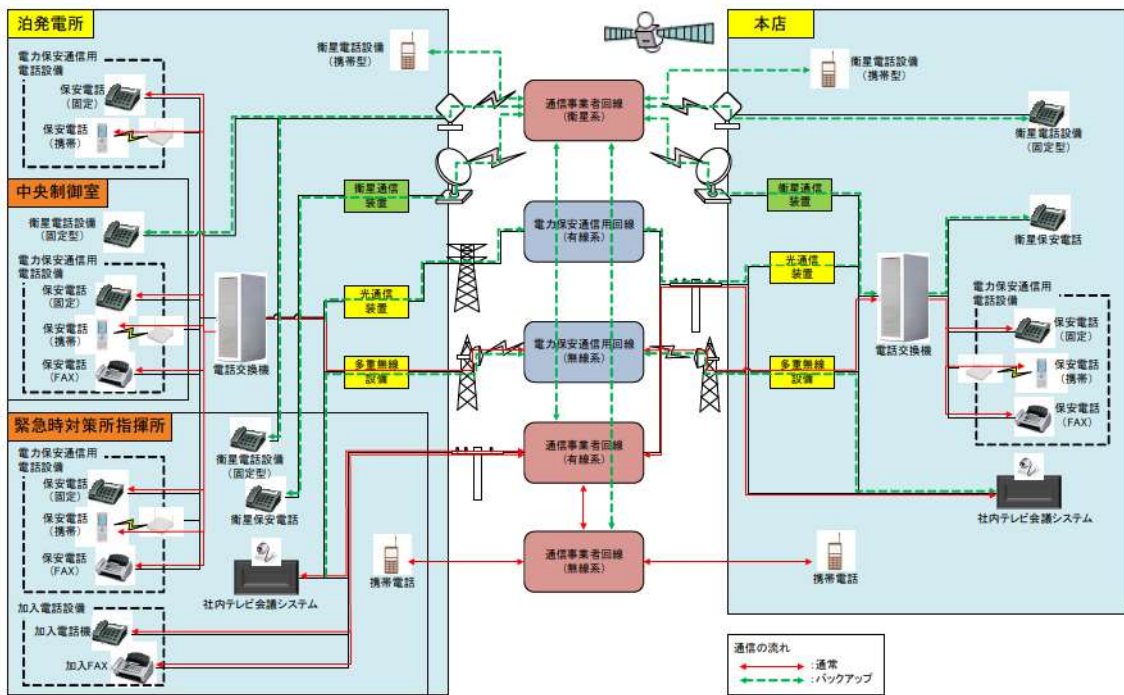 泊発電所
電力保安通信用
電話設備
保安電話
(固定)
保安電話
(携帯)
中央制御室
衛星電話設備
(固定型)
電力保安通信用
電話設備
保安電話
(固定)
保安電話
(携帯)
保安電話
(FAX)
電話交換機
緊急時対策所指揮所
電力保安通信用
電話設備
保安電話
(固定)
保安電話
(携帯)
保安電話
(FAX)
加入電話設備
加入電話機
加入FAX
衛星電話設備
(携帯型)
衛星通信
装置
光通信
装置
多重無線
設備
衛星電話設備
(固定型)
衛星保安電話
社内テレビ会議システム
携帯電話
通信事業者回線
(衛星系)
電力保安通信用回線
(有線系)
電力保安通信用回線
(無線系)
通信事業者回線
(有線系)
通信事業者回線
(無線系)
本店
衛星電話設備
(携帯型)
衛星電話設備
(固定型)
衛星通信
装置
光通信
装置
多重無線
設備
衛星保安電話
電話交換機
電力保安通信用
電話設備
保安電話
(固定)
保安電話
(携帯)
保安電話
(FAX)
社内テレビ会議システム
携帯電話
通信の流れ
:通常
:バックアップ